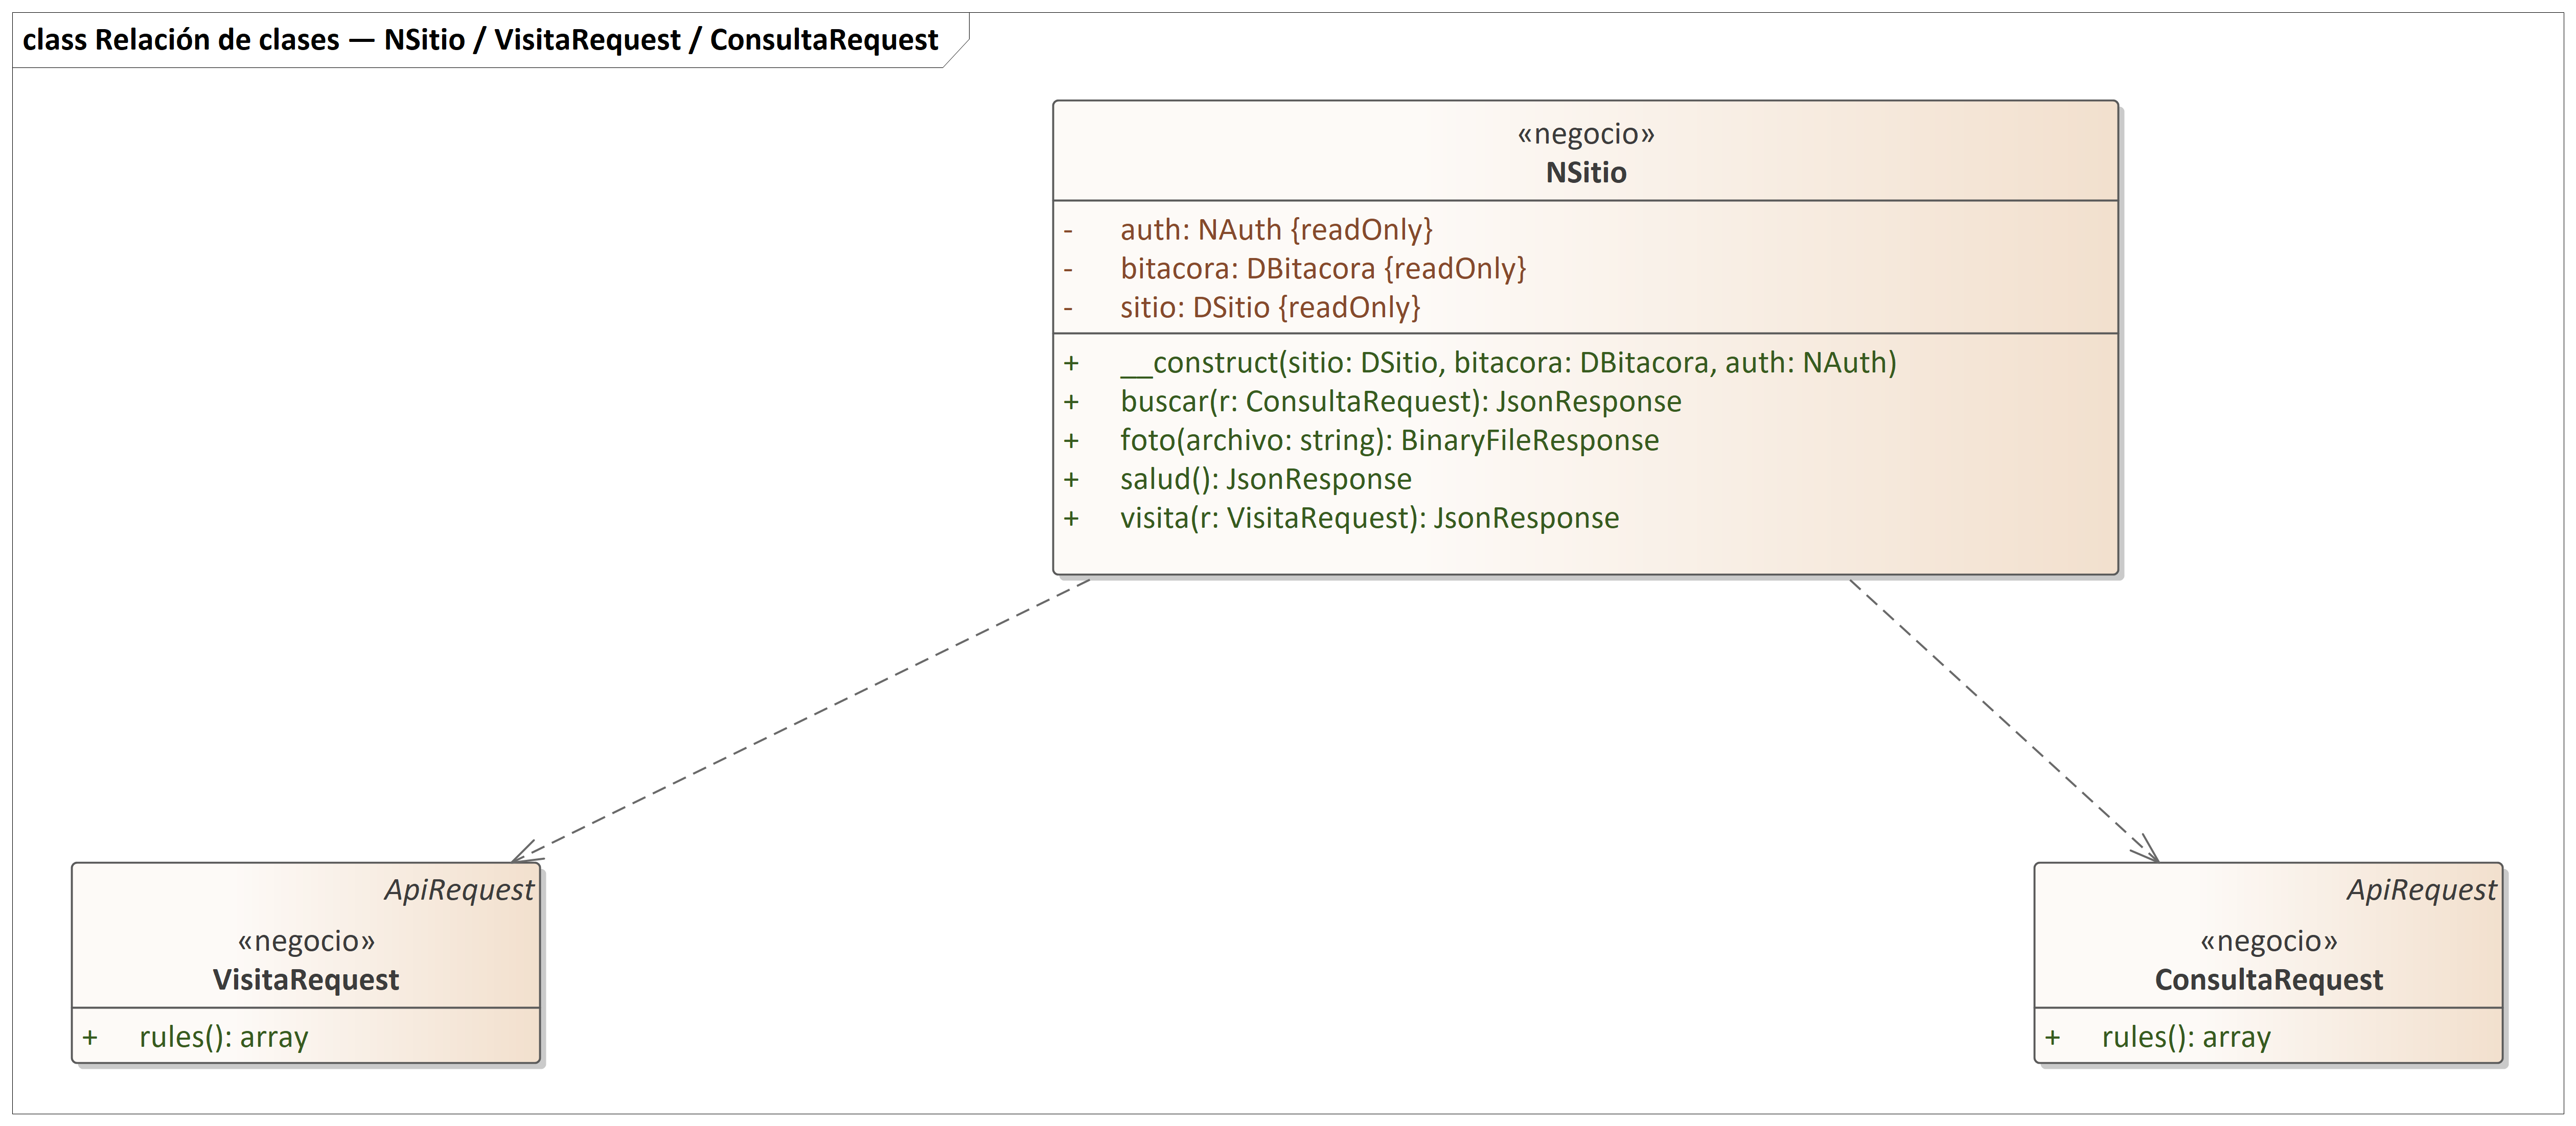 class Relación de clases — NSitio / VisitaRequest / ConsultaRequest
«negocio»
NSitio
- auth: NAuth {readOnly}
- bitacora: DBitacora {readOnly}
- sitio: DSitio {readOnly}
+ __construct(sitio: DSitio, bitacora: DBitacora, auth: NAuth)
+ buscar(r: ConsultaRequest): JsonResponse
+ foto(archivo: string): BinaryFileResponse
+ salud(): JsonResponse
+ visita(r: VisitaRequest): JsonResponse
ApiRequest
«negocio»
VisitaRequest
+ rules(): array
ApiRequest
«negocio»
ConsultaRequest
+ rules(): array